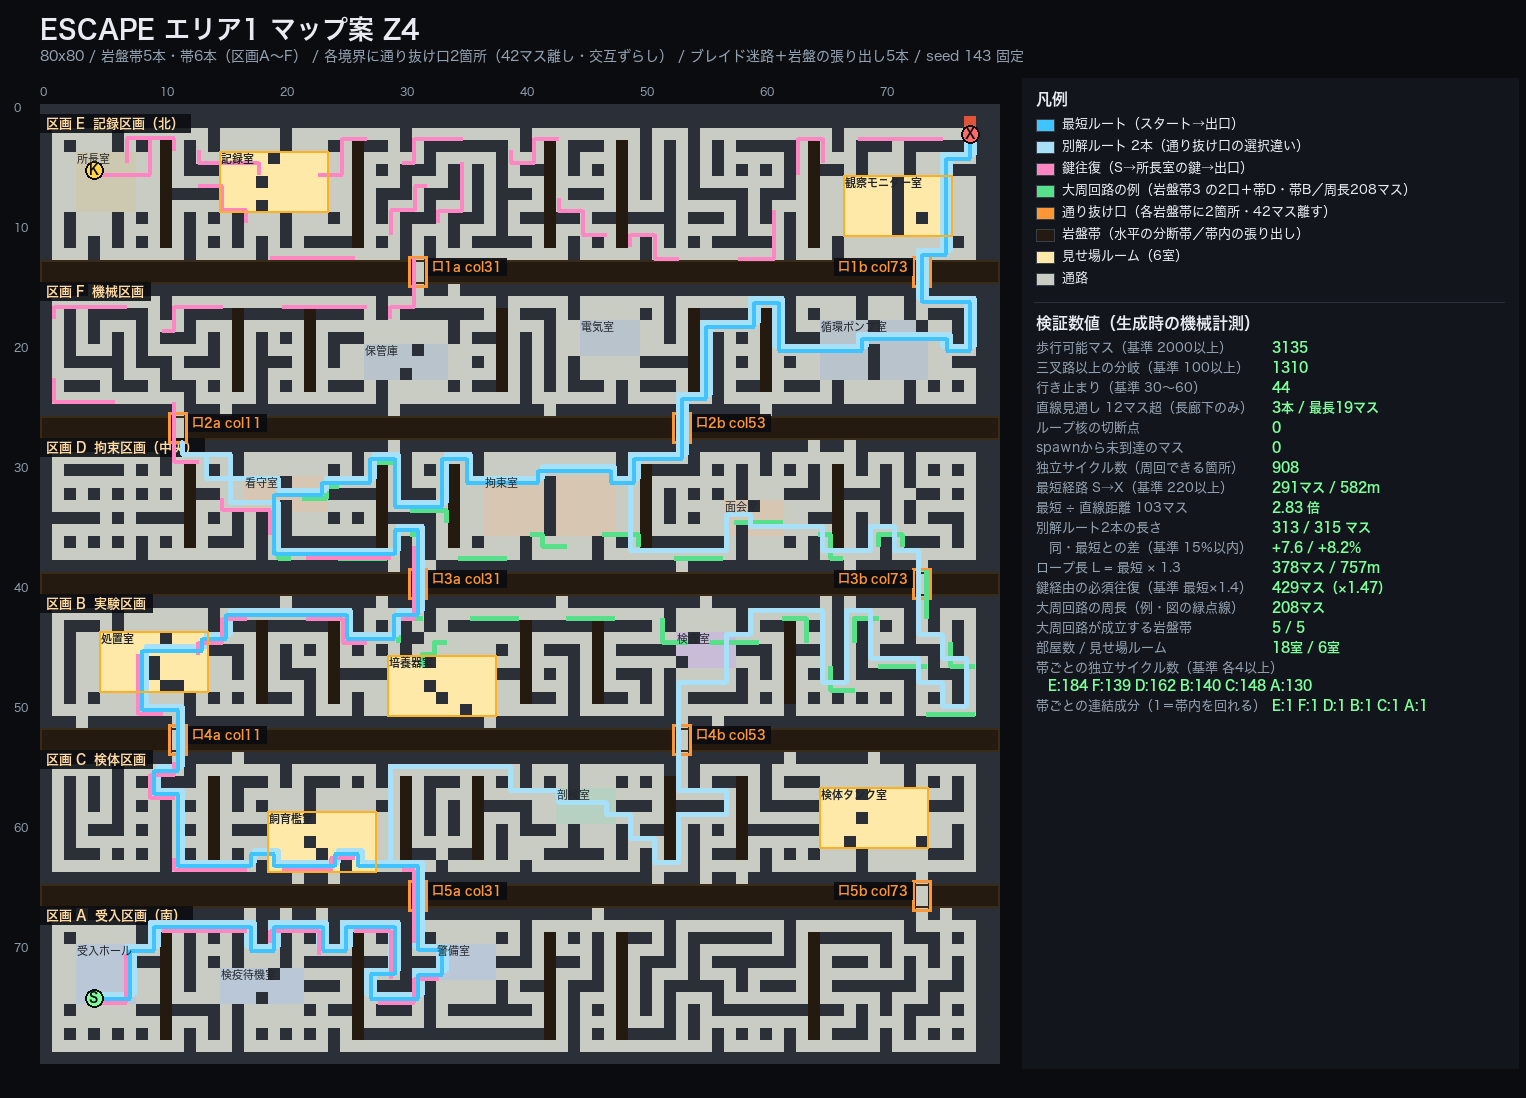 ESCAPE エリア1 マップ案 Z4
80x80 / 岩盤帯5本・帯6本（区画A〜F） / 各境界に通り抜け口2箇所（42マス離し・交互ずらし） / ブレイド迷路＋岩盤の張り出し5本 / seed 143 固定
0 10 20 30 40 50 60 70
0
区画 E 記録区画（北）
X
所長室
記録室
K
観察モニター室
10
口1a col31
口1b col73
区画 F 機械区画
電気室
循環ポンプ室
20
保管庫
口2a col11
口2b col53
区画 D 拘束区画（中央）
30
看守室
拘束室
面会
口3a col31
口3b col73
40
区画 B 実験区画
処置室
検査室
培養器室
50
口4a col11
口4b col53
区画 C 検体区画
剖検室
検体タンク室
飼育檻室
60
口5a col31
口5b col73
区画 A 受入区画（南）
70
受入ホール
警備室
検疫待機室
S
凡例
最短ルート（スタート→出口）
別解ルート 2本（通り抜け口の選択違い）
鍵往復（S→所長室の鍵→出口）
大周回路の例（岩盤帯3 の2口＋帯D・帯B／周長208マス）
通り抜け口（各岩盤帯に2箇所・42マス離す）
岩盤帯（水平の分断帯／帯内の張り出し）
見せ場ルーム（6室）
通路
検証数値（生成時の機械計測）
歩行可能マス（基準 2000以上） 3135
三叉路以上の分岐（基準 100以上） 1310
行き止まり（基準 30〜60） 44
直線見通し 12マス超（長廊下のみ） 3本 / 最長19マス
ループ核の切断点 0
spawnから未到達のマス 0
独立サイクル数（周回できる箇所） 908
最短経路 S→X（基準 220以上） 291マス / 582m
最短 ÷ 直線距離 103マス 2.83 倍
別解ルート2本の長さ 313 / 315 マス
同・最短との差（基準 15%以内） +7.6 / +8.2%
ロープ長 L = 最短 × 1.3 378マス / 757m
鍵経由の必須往復（基準 最短×1.4） 429マス（×1.47）
大周回路の周長（例・図の緑点線） 208マス
大周回路が成立する岩盤帯 5 / 5
部屋数 / 見せ場ルーム 18室 / 6室
帯ごとの独立サイクル数（基準 各4以上）
E:184 F:139 D:162 B:140 C:148 A:130
帯ごとの連結成分（1＝帯内を回れる） E:1 F:1 D:1 B:1 C:1 A:1